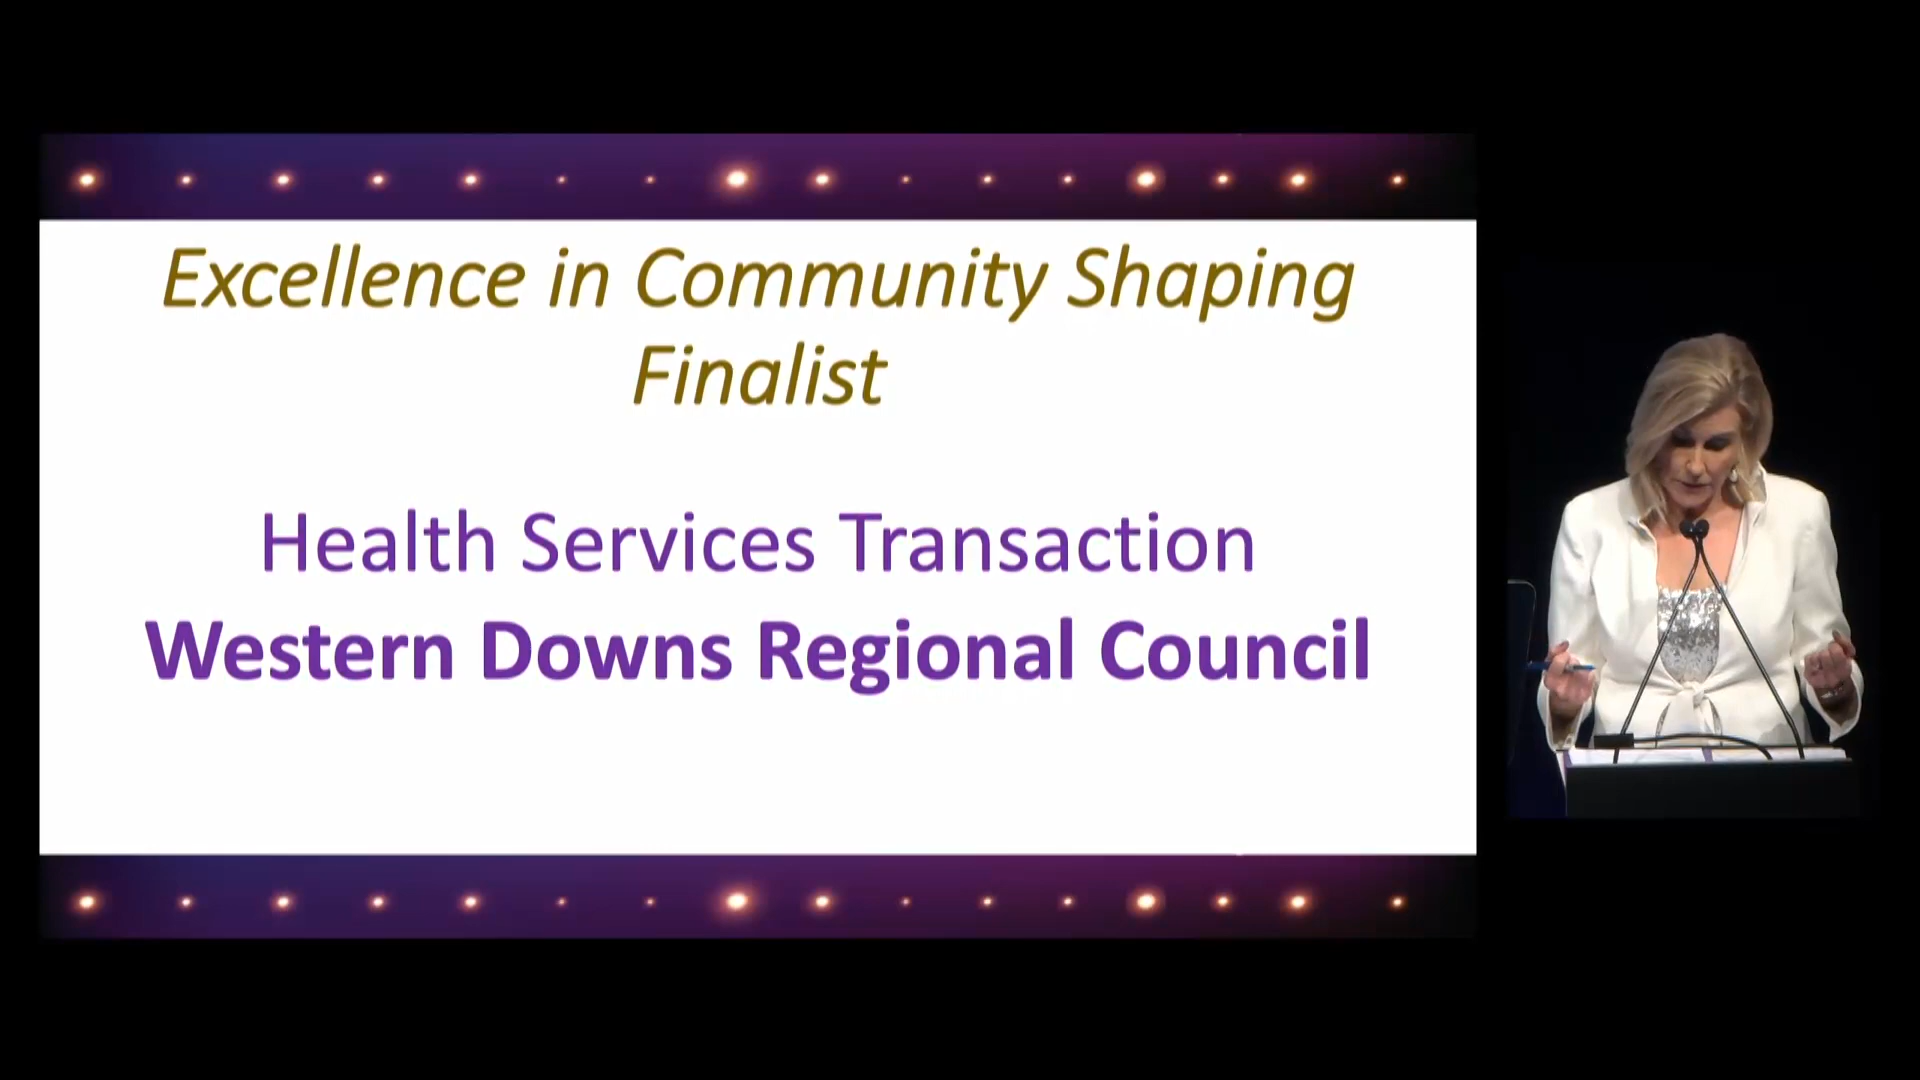 Excellence in Community Shaping
Finalist
Health Services Transaction
Western Downs Regional Council